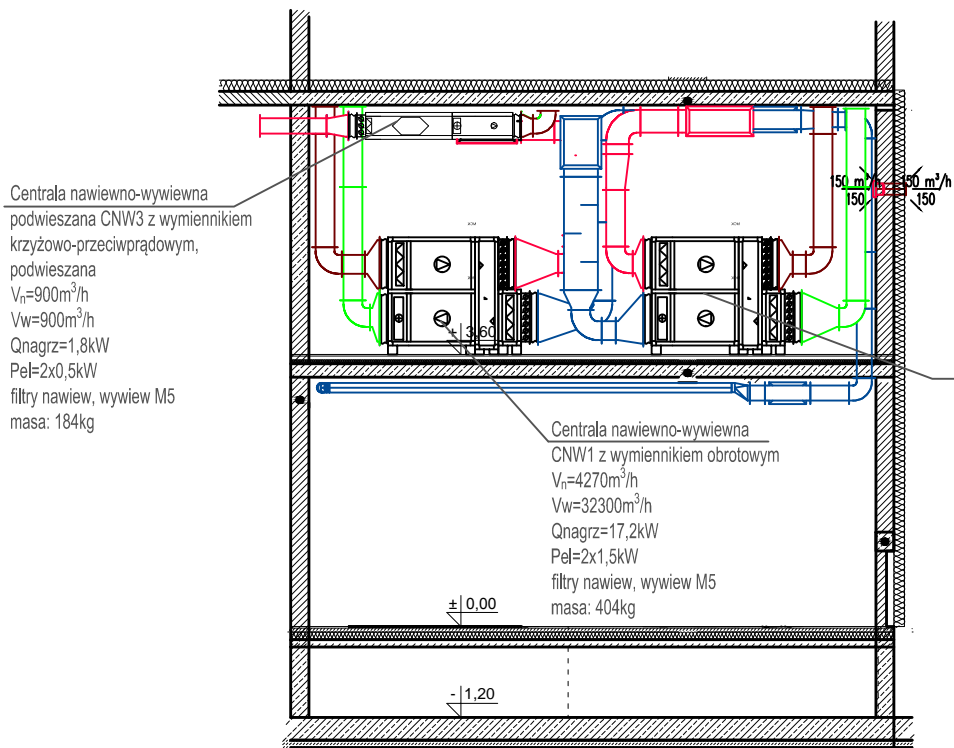 Centrala nawiewno-wywiewna
podwieszana CNW3 z wymiennikiem
krzyżowo-przeciwprądowym,
podwieszana
Vₙ=900m³/h
Vw=900m³/h
Qnagrz=1,8kW
Pel=2x0,5kW
filtry nawiew, wywiew M5
masa: 184kg
150 m³/h
150
150 m³/h
150
+ 3,60
Centrala nawiewno-wywiewna
CNW1 z wymiennikiem obrotowym
Vₙ=4270m³/h
Vw=32300m³/h
Qnagrz=17,2kW
Pel=2x1,5kW
filtry nawiew, wywiew M5
masa: 404kg
± 0,00
- 1,20